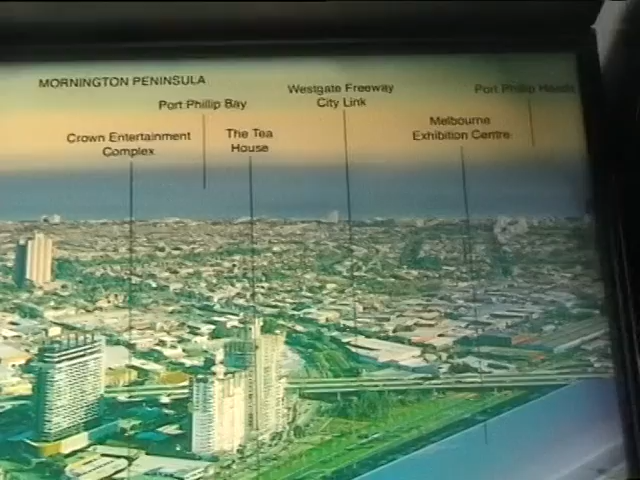 MORNINGTON PENINSULA
Port Phillip Bay
Westgate Freeway
City Link
Port Phillip Heads
Crown Entertainment
Complex
The Tea
House
Melbourne
Exhibition Centre